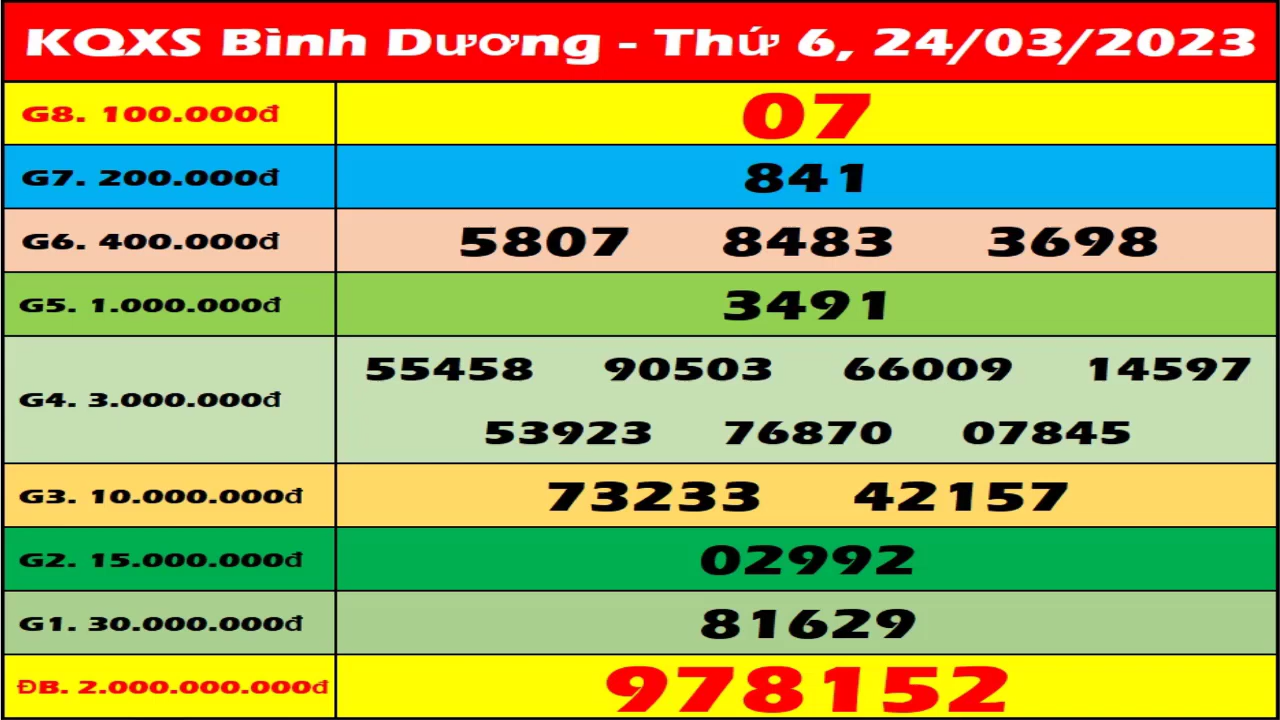 KQXS Bình Dương - Thứ 6, 24/03/2023
G8. 100.000đ 07
G7. 200.000đ 841
G6. 400.000đ 5807 8483 3698
G5. 1.000.000đ 3491
G4. 3.000.000đ 55458 90503 66009 14597
53923 76870 07845
G3. 10.000.000đ 73233 42157
G2. 15.000.000đ 02992
G1. 30.000.000đ 81629
ĐB. 2.000.000.000đ 978152